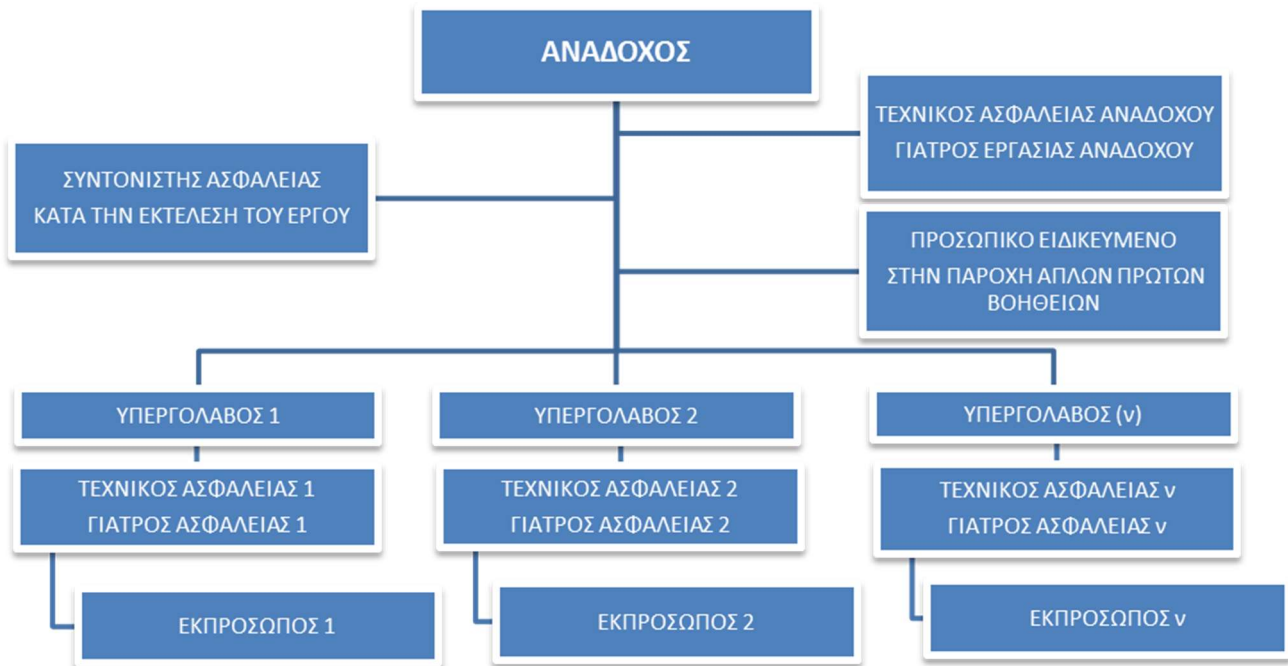 ΑΝΑΔΟΧΟΣ
ΤΕΧΝΙΚΟΣ ΑΣΦΑΛΕΙΑΣ ΑΝΑΔΟΧΟΥ
ΓΙΑΤΡΟΣ ΕΡΓΑΣΙΑΣ ΑΝΑΔΟΧΟΥ
ΣΥΝΤΟΝΙΣΤΗΣ ΑΣΦΑΛΕΙΑΣ
ΚΑΤΑ ΤΗΝ ΕΚΤΕΛΕΣΗ ΤΟΥ ΕΡΓΟΥ
ΠΡΟΣΩΠΙΚΟ ΕΙΔΙΚΕΥΜΕΝΟ
ΣΤΗΝ ΠΑΡΟΧΗ ΑΠΛΩΝ ΠΡΩΤΩΝ
ΒΟΗΘΕΙΩΝ
ΥΠΕΡΓΟΛΑΒΟΣ 1
ΥΠΕΡΓΟΛΑΒΟΣ 2
ΥΠΕΡΓΟΛΑΒΟΣ (ν)
ΤΕΧΝΙΚΟΣ ΑΣΦΑΛΕΙΑΣ 1
ΓΙΑΤΡΟΣ ΑΣΦΑΛΕΙΑΣ 1
ΤΕΧΝΙΚΟΣ ΑΣΦΑΛΕΙΑΣ 2
ΓΙΑΤΡΟΣ ΑΣΦΑΛΕΙΑΣ 2
ΤΕΧΝΙΚΟΣ ΑΣΦΑΛΕΙΑΣ ν
ΓΙΑΤΡΟΣ ΑΣΦΑΛΕΙΑΣ ν
ΕΚΠΡΟΣΩΠΟΣ 1
ΕΚΠΡΟΣΩΠΟΣ 2
ΕΚΠΡΟΣΩΠΟΣ ν